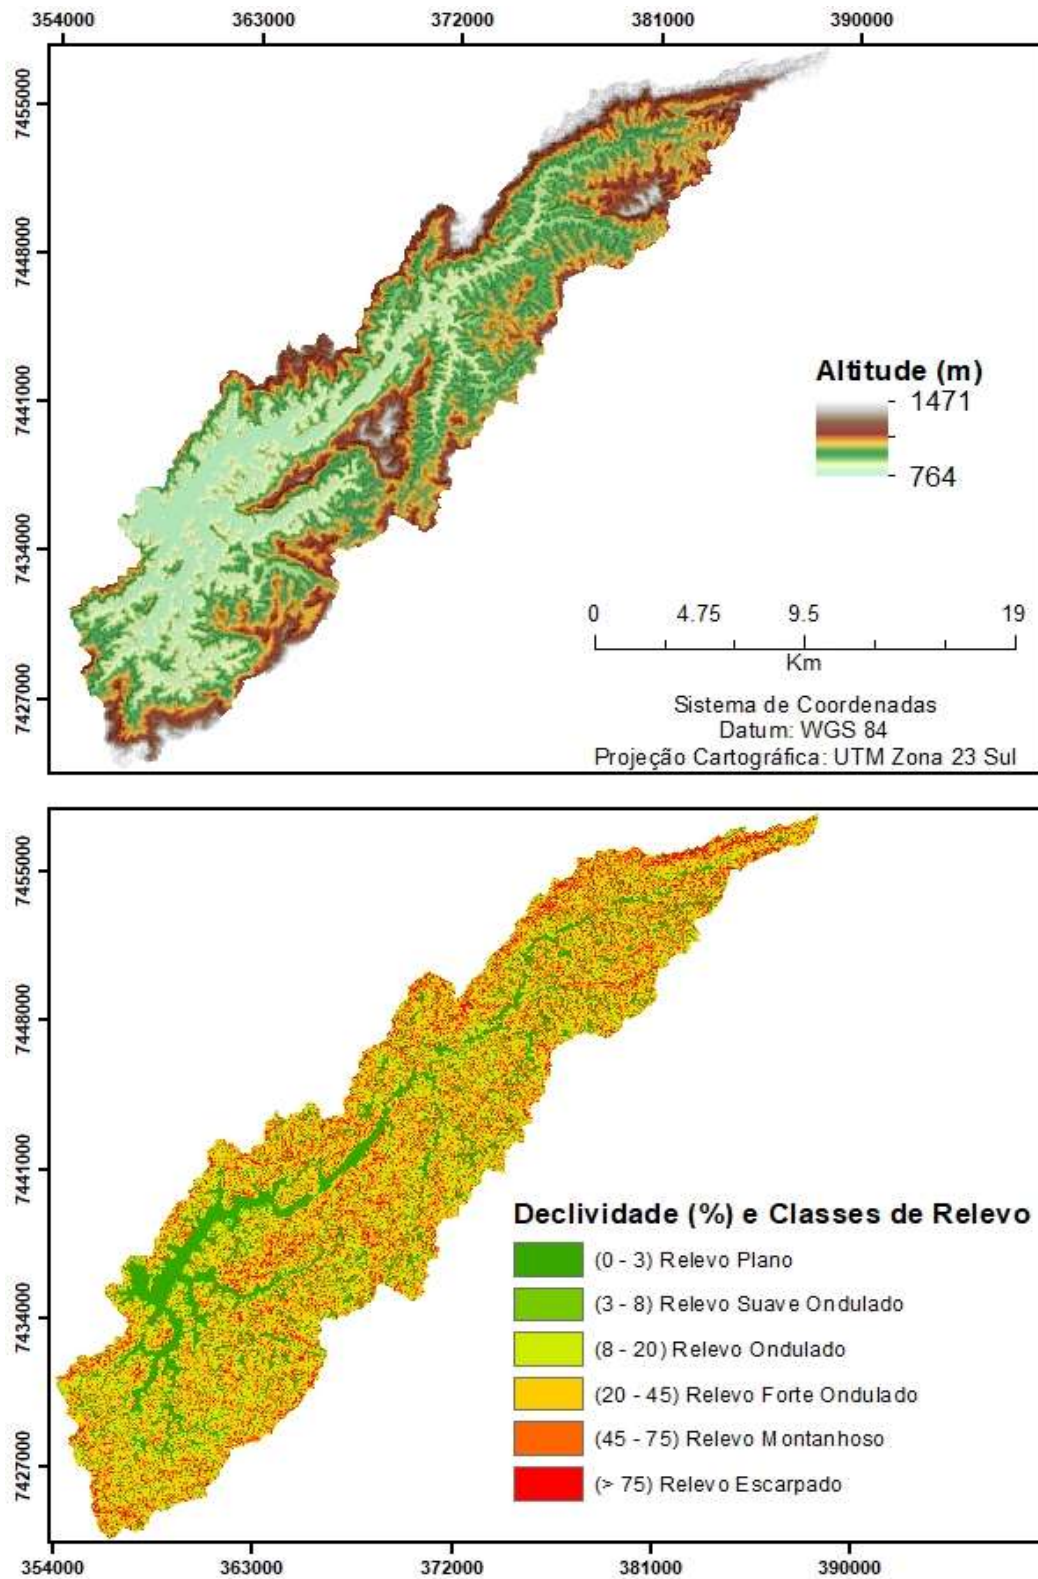 354000 363000 372000 381000 390000
7455000
7448000
7441000
7434000
7427000
Altitude (m)
1471
764
0 4.75 9.5 19
Km
Sistema de Coordenadas
Datum: WGS 84
Projeção Cartográfica: UTM Zona 23 Sul
7455000
7448000
7441000
7434000
7427000
Declividade (%) e Classes de Relevo
(0 - 3) Relevo Plano
(3 - 8) Relevo Suave Ondulado
(8 - 20) Relevo Ondulado
(20 - 45) Relevo Forte Ondulado
(45 - 75) Relevo Montanhoso
(> 75) Relevo Escarpado
354000 363000 372000 381000 390000